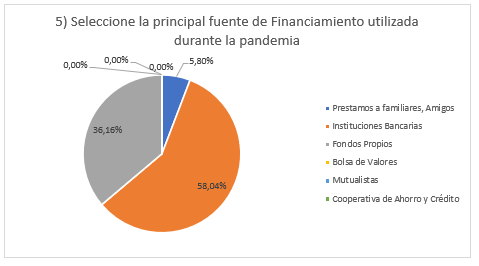 5) Seleccione la principal fuente de Financiamiento utilizada
durante la pandemia
0,00%
0,00%
0,00%
5,80%
36,16%
58,04%
Prestamos a familiares, Amigos
Instituciones Bancarias
Fondos Propios
Bolsa de Valores
Mutualistas
Cooperativa de Ahorro y Crédito